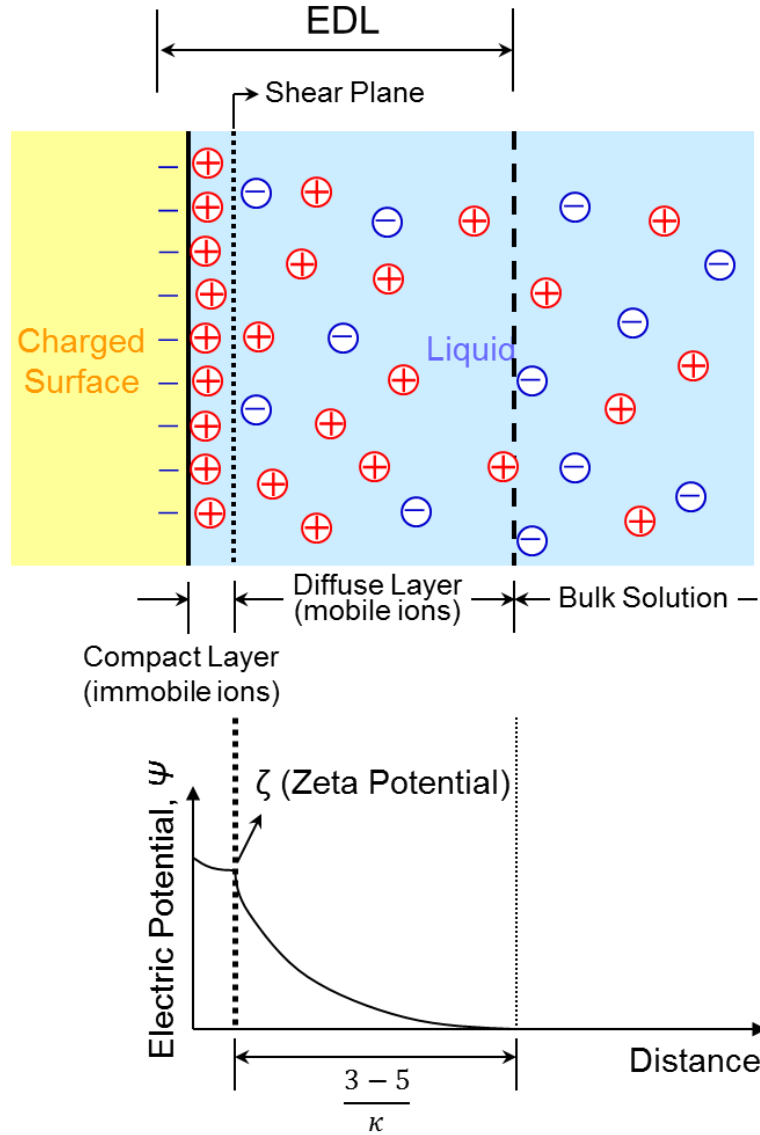 EDL
Shear Plane
Charged
Surface
Liquid
Diffuse Layer
(mobile ions)
Bulk Solution
Compact Layer
(immobile ions)
Electric Potential, Ψ
ζ (Zeta Potential)
Distance
3 − 5
κ